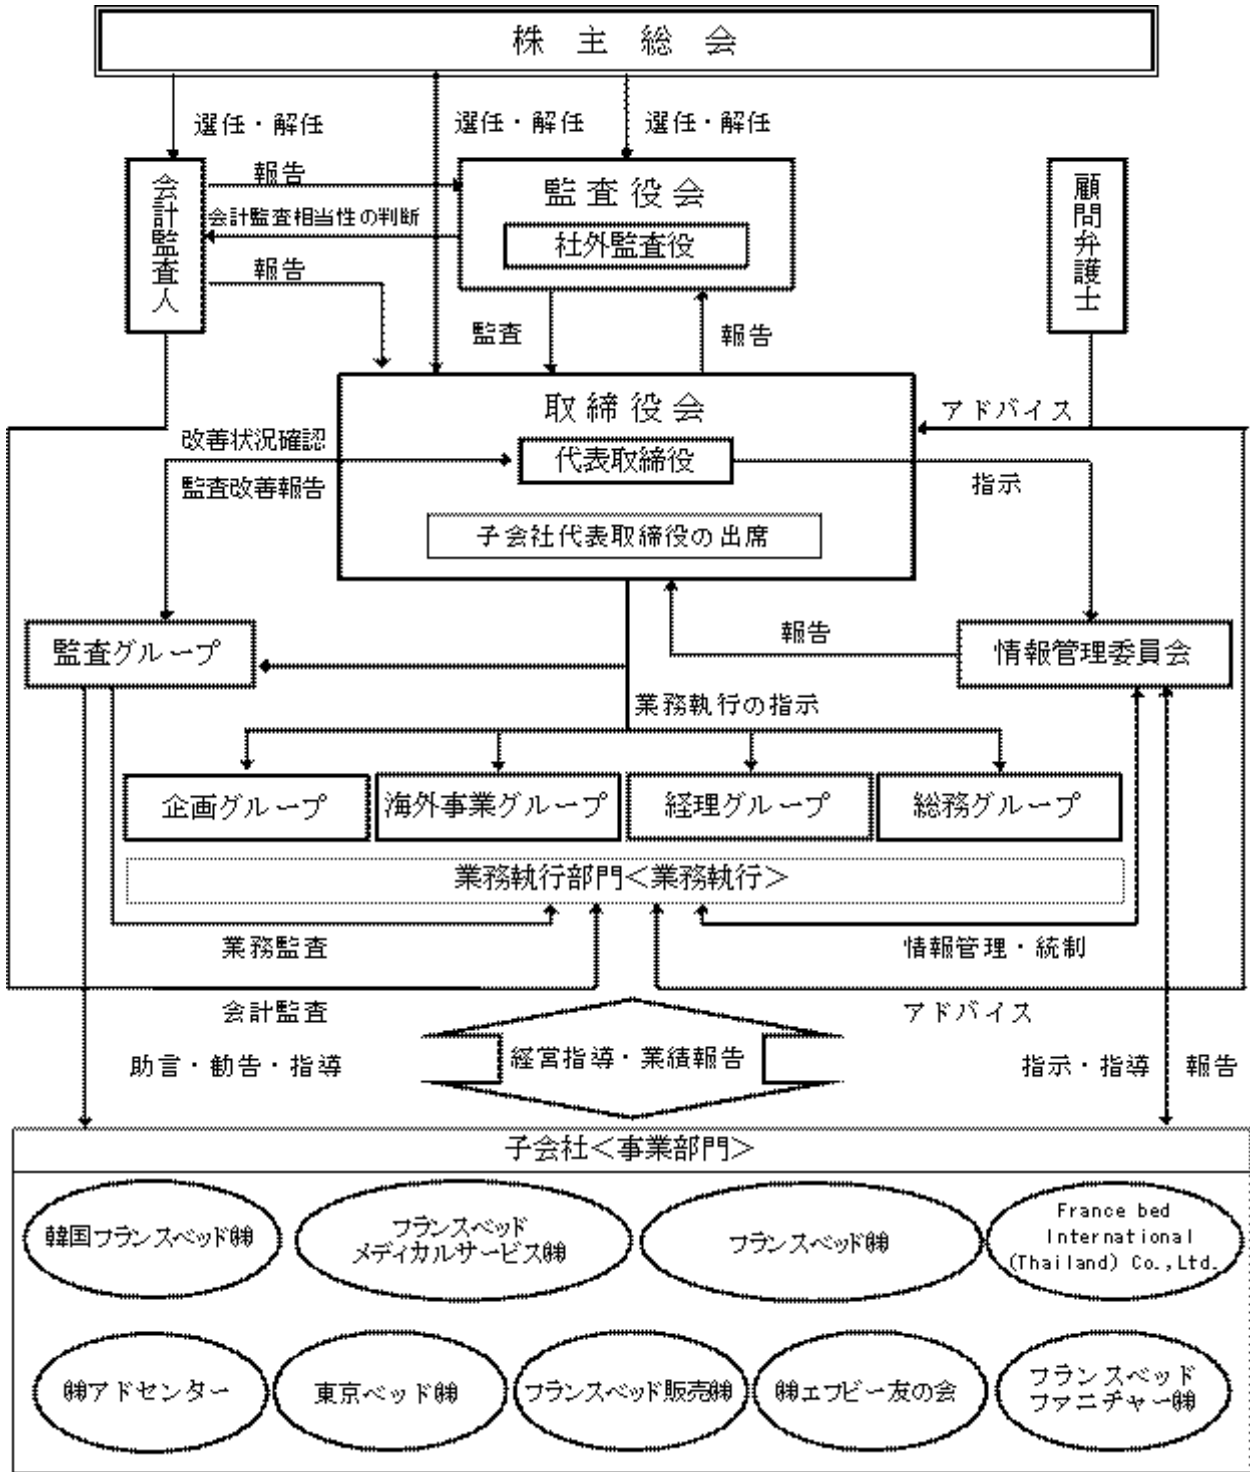 株主総会
選任・解任
選任・解任
選任・解任
会計監査人
報告
会計監査相当性の判断
報告
監査役会
社外監査役
顧問弁護士
監査
報告
取締役会
代表取締役
子会社代表取締役の出席
アドバイス
改善状況確認
監査改善報告
指示
監査グループ
報告
情報管理委員会
業務執行の指示
企画グループ
海外事業グループ
経理グループ
総務グループ
業務執行部門＜業務執行＞
業務監査
情報管理・統制
会計監査
アドバイス
助言・勧告・指導
経営指導・業績報告
指示・指導
報告
子会社＜事業部門＞
韓国フランスベッド㈱
フランスベッド
メディカルサービス㈱
フランスベッド㈱
France bed
International
(Thailand) Co.,Ltd.
㈱アドセンター
東京ベッド㈱
フランスベッド販売㈱
㈱エフビー友の会
フランスベッド
ファニチャー㈱